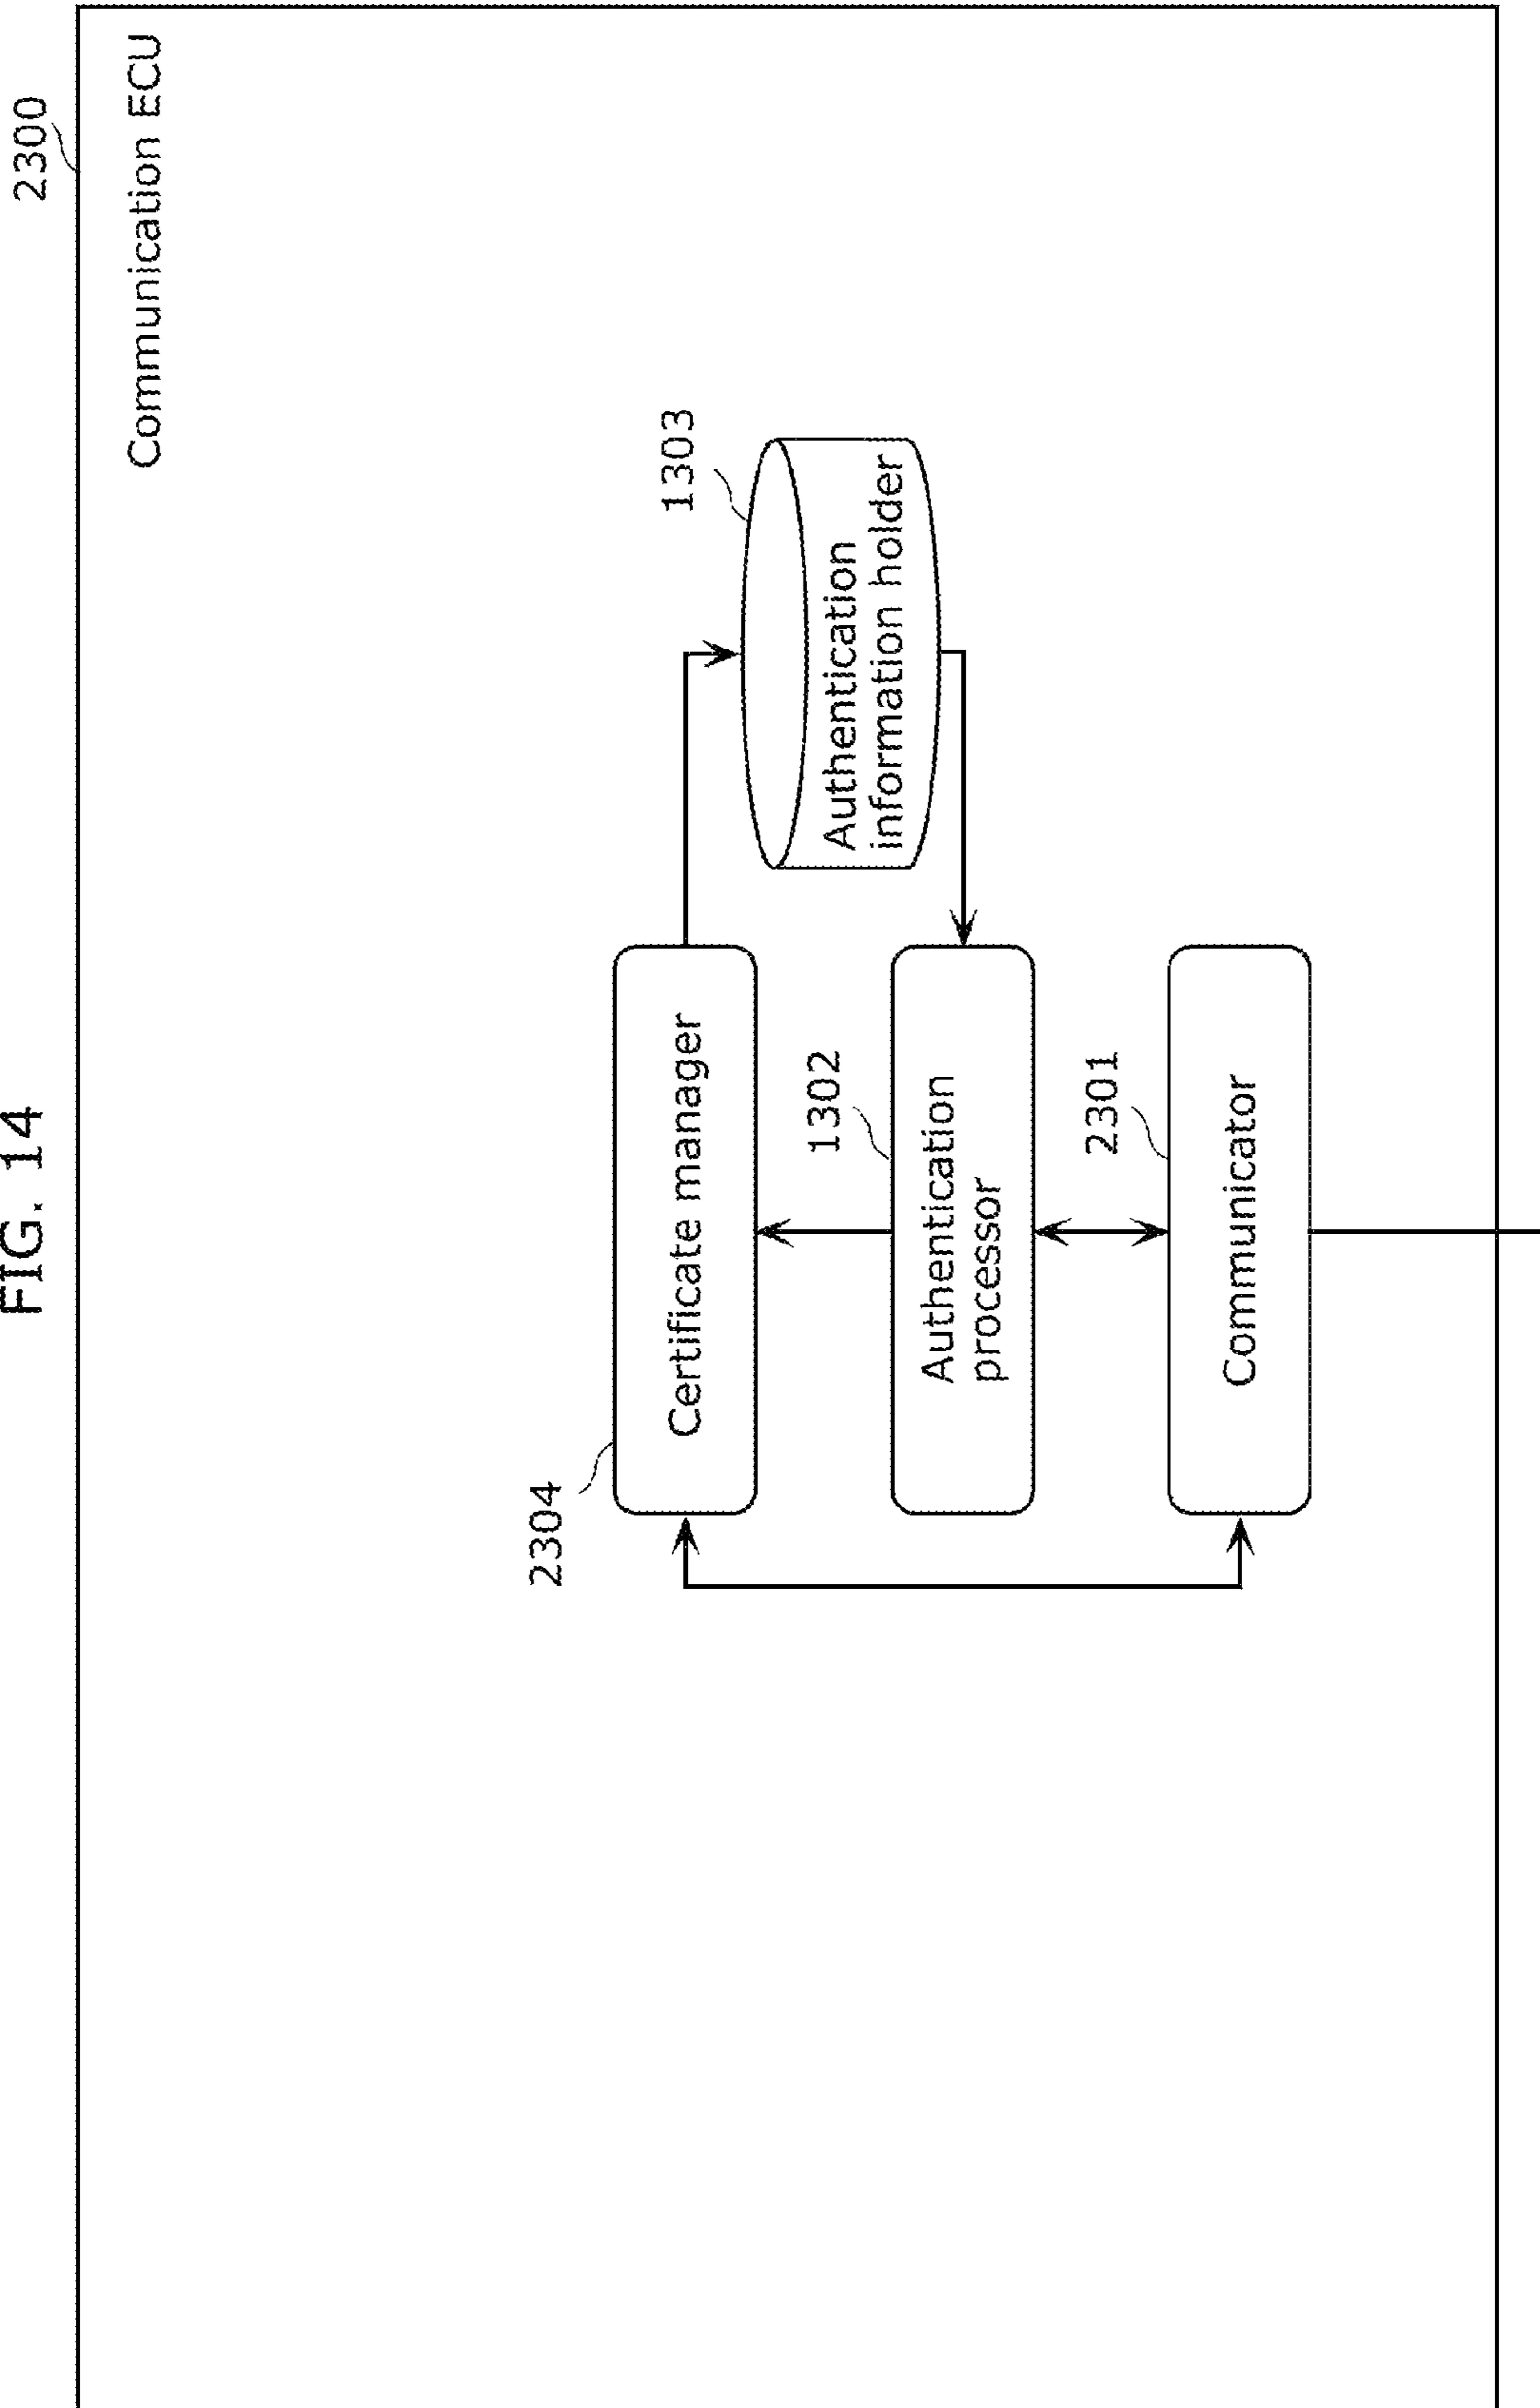 FIG. 14
2300
Communication ECU
2304
Certificate manager
1303
Authentication
information holder
1302
Authentication
processor
2301
Communicator